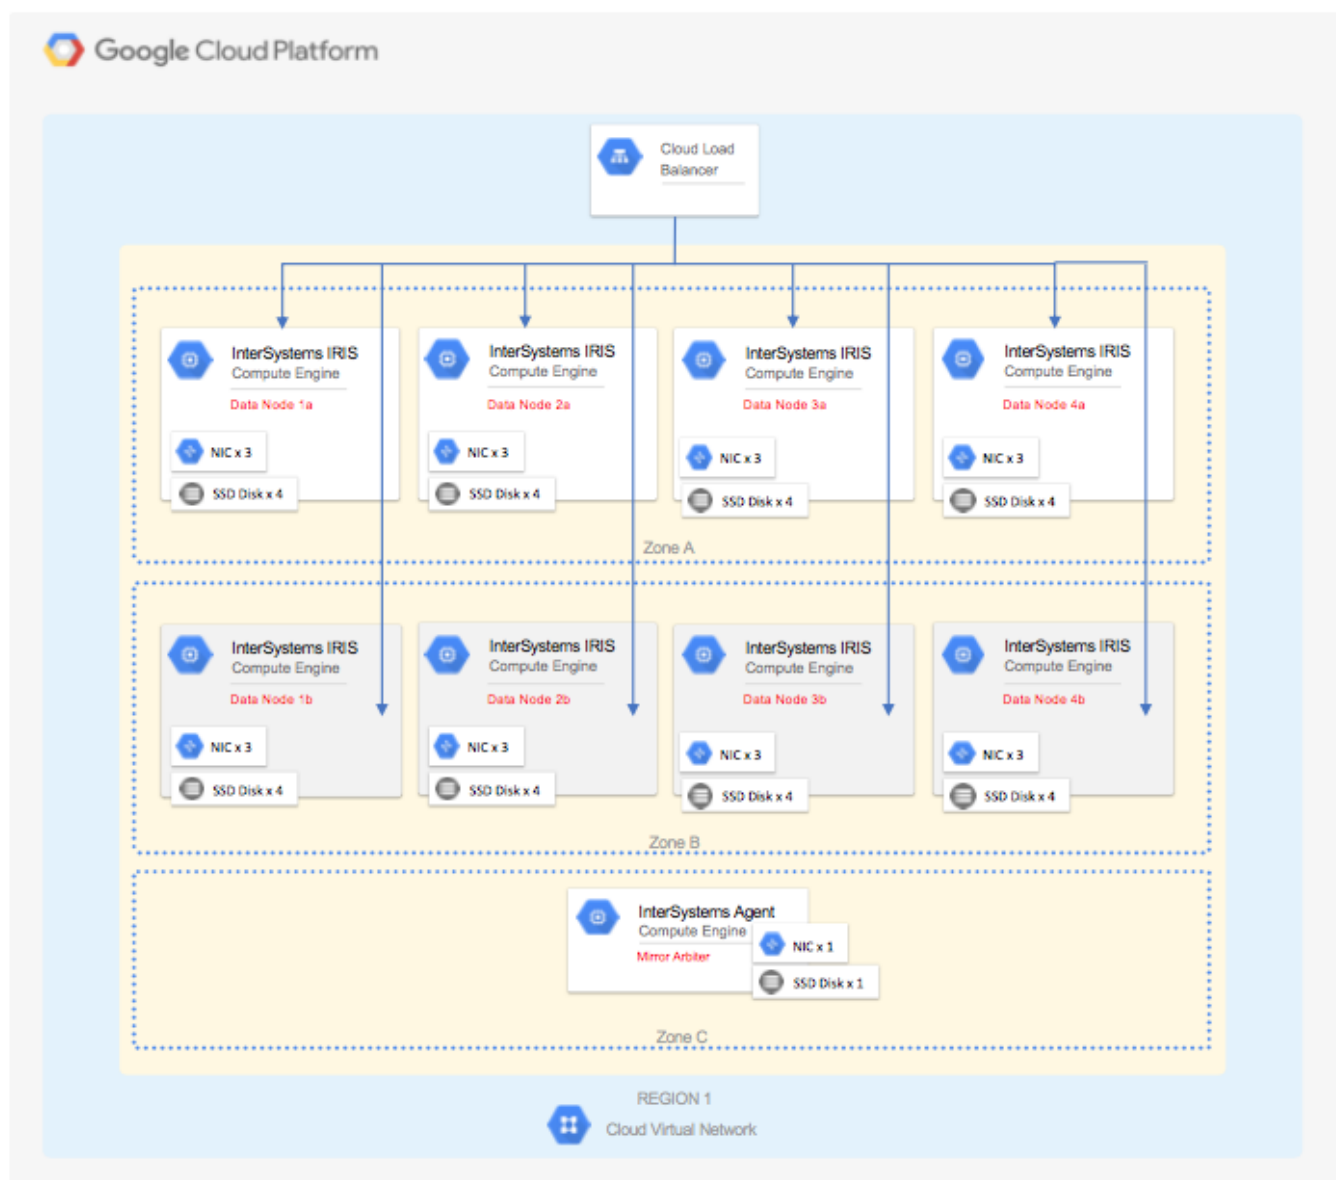 Google Cloud Platform
Cloud Load
Balancer
InterSystems IRIS
Compute Engine
Data Node 1a
NIC x 3
SSD Disk x 4
InterSystems IRIS
Compute Engine
Data Node 2a
NIC x 3
SSD Disk x 4
InterSystems IRIS
Compute Engine
Data Node 3a
NIC x 3
SSD Disk x 4
InterSystems IRIS
Compute Engine
Data Node 4a
NIC x 3
SSD Disk x 4
Zone A
InterSystems IRIS
Compute Engine
Data Node 1b
NIC x 3
SSD Disk x 4
InterSystems IRIS
Compute Engine
Data Node 2b
NIC x 3
SSD Disk x 4
InterSystems IRIS
Compute Engine
Data Node 3b
NIC x 3
SSD Disk x 4
InterSystems IRIS
Compute Engine
Data Node 4b
NIC x 3
SSD Disk x 4
Zone B
InterSystems Agent
Compute Engine
Mirror Arbiter
NIC x 1
SSD Disk x 1
Zone C
REGION 1
Cloud Virtual Network